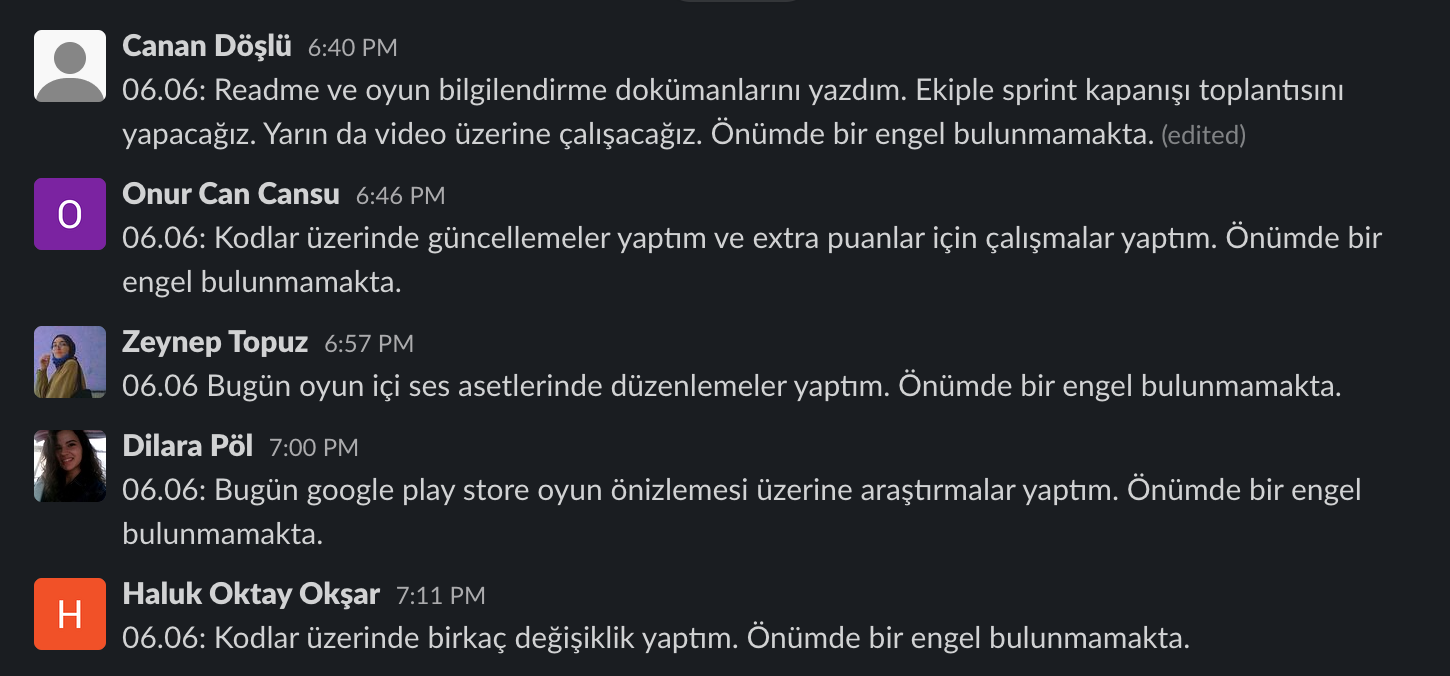 Canan Döşlü 6:40 PM
06.06: Readme ve oyun bilgilendirme dokümanlarını yazdım. Ekiple sprint kapanışı toplantısını
yapacağız. Yarın da video üzerine çalışacağız. Önümde bir engel bulunmamakta. (edited)
O
Onur Can Cansu 6:46 PM
06.06: Kodlar üzerinde güncellemeler yaptım ve extra puanlar için çalışmalar yaptım. Önümde bir
engel bulunmamakta.
Zeynep Topuz 6:57 PM
06.06 Bugün oyun içi ses asetlerinde düzenlemeler yaptım. Önümde bir engel bulunmamakta.
Dilara Pöl 7:00 PM
06.06: Bugün google play store oyun önizlemesi üzerine araştırmalar yaptım. Önümde bir engel
bulunmamakta.
H
Haluk Oktay Okşar 7:11 PM
06.06: Kodlar üzerinde birkaç değişiklik yaptım. Önümde bir engel bulunmamakta.